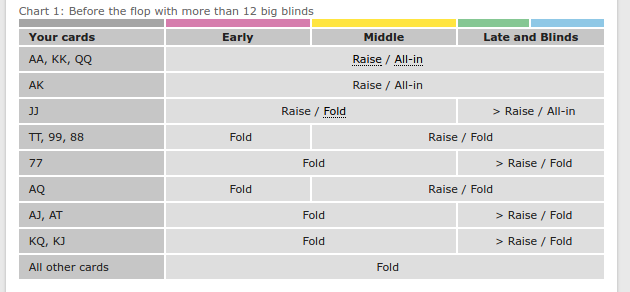 Chart 1: Before the flop with more than 12 big blinds
Your cards Early Middle Late and Blinds
AA, KK, QQ Raise / All-in
AK Raise / All-in
JJ Raise / Fold > Raise / All-in
TT, 99, 88 Fold Raise / Fold
77 Fold > Raise / Fold
AQ Fold Raise / Fold
AJ, AT Fold > Raise / Fold
KQ, KJ Fold > Raise / Fold
All other cards Fold